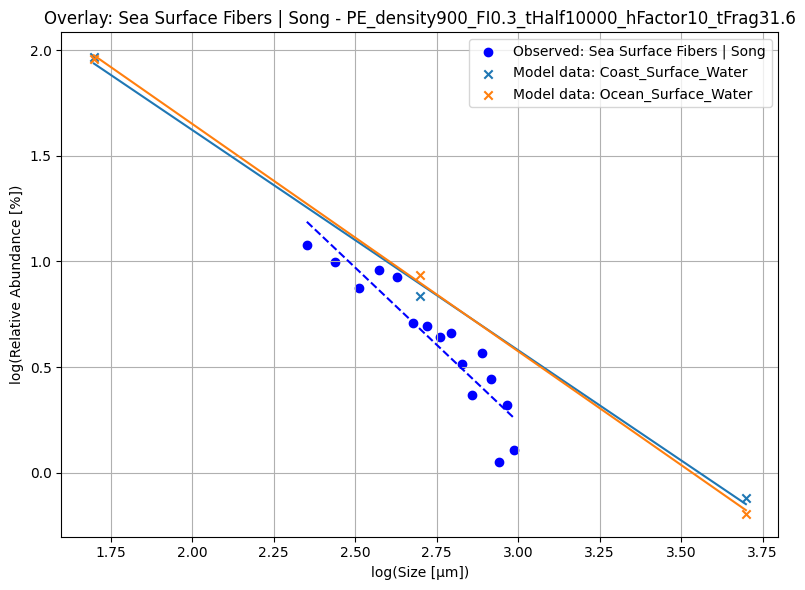 Overlay: Sea Surface Fibers | Song - PE_density900_FI0.3_tHalf10000_hFactor10_tFrag31.6
Observed: Sea Surface Fibers | Song
Model data: Coast_Surface_Water
Model data: Ocean_Surface_Water
log(Relative Abundance [%])
2.0
1.5
1.0
0.5
0.0
1.75 2.00 2.25 2.50 2.75 3.00 3.25 3.50 3.75
log(Size [μm])